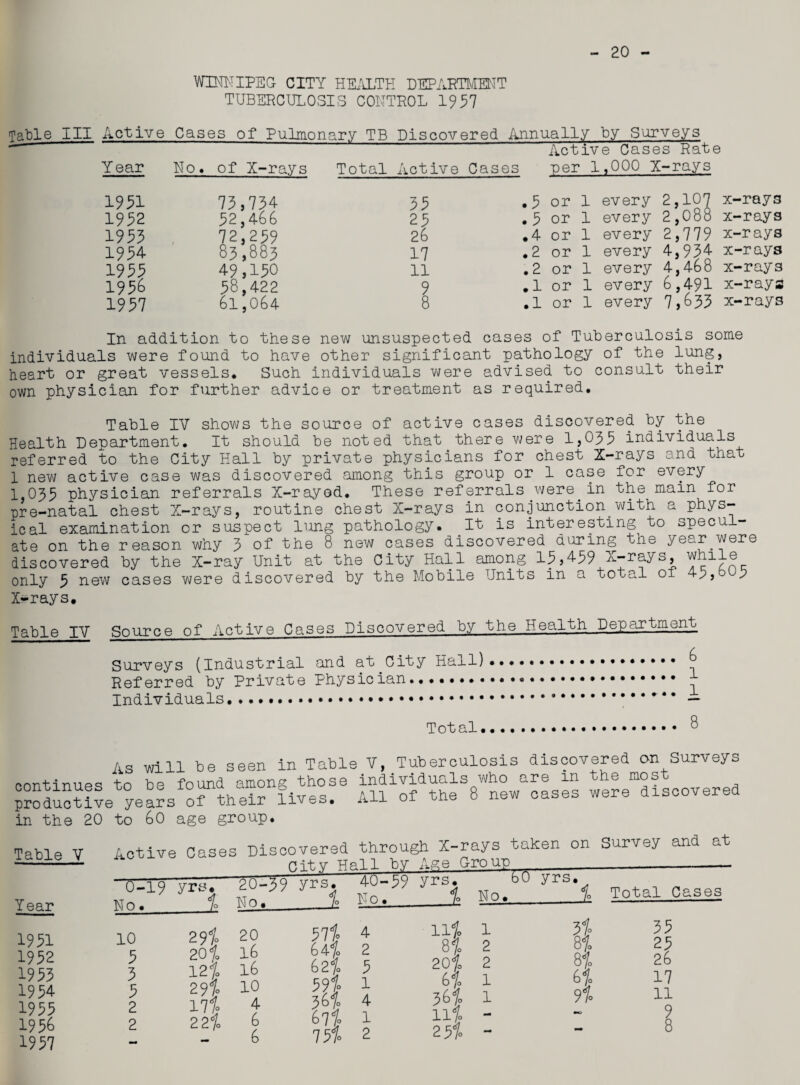 - 20 -
WINNIPEG CITY HEALTH DEPARTMENT
TUBERCULOSIS CONTROL 1957
Table III Active Cases of Pulmonary TB Discovered Annually by Surveys
Active Cases Rate
Year No. of X-rays Total Active Cases per 1,000 X-rays
1951 73,734 35 .5 or 1 every 2,107 x-rays
1952 52,466 25 .5 or 1 every 2,088 x-rays
1953 72,259 26 .4 or 1 every 2,779 x-rays
1954 83,883 17 .2 or 1 every 4,934 x-rays
1955 49,150 11 .2 or 1 every 4,468 x-rays
1956 58,422 9 .1 or 1 every 6,491 x-rays
1957 61,064 8 .1 or 1 every 7,633 x-rays
In addition to these new unsuspected cases of Tuberculosis some
individuals were found to have other significant pathology of the lung,
heart or great vessels. Such individuals were advised to consult their
own physician for further advice or treatment as required.
Table IV shows the source of active cases discovered by the
Health Department. It should be noted that there were 1,035 individuals
referred to the City Hall by private physicians for chest X-rays and that
1 new active case was discovered among this group or 1 case for every
1,035 physician referrals X-rayed. These referrals were in the main for
pre-natal chest X-rays, routine chest X-rays in conjunction with a phys-
ical examination or suspect lung pathology. It is interesting to specul-
ate on the reason why 3 of the 8 new cases discovered during the year were
discovered by the X-ray Unit at the City Hall among 15,459 X-rays, while
only 5 new cases were discovered by the Mobile Units in a total of 45,605
X-rays.
Table IV Source of Active Cases Discovered by the Health Department
Surveys (Industrial and at City Hall)..................... 6
Referred by Private Physician............................. 1
Individuals............................................... 1
Total...................... 8
As will be seen in Table V, Tuberculosis discovered on Surveys
continues to be found among those individuals who are in the most
productive years of their lives. All of the 8 new cases were discovered
in the 20 to 60 age group.
Table V Active Cases Discovered through X-rays taken on Survey and at
City Hall by Age Group
0-19 yrs. 20-39 yrs. 40-59 yrs. 60 yrs.
Year No. % No. % No. % No. % Total Cases
1951 10 29% 20 57% 4 11% 1 3% 35
1952 5 20% 16 64% 2 8% 2 8% 25
1953 3 12% 16 62% 5 20% 2 8% 26
1954 5 29% 10 59% 1 6% 1 6% 17
1955 2 17% 4 36% 4 36% 1 9% 11
1956 2 22% 6 67% 1 11% - - 9
1957 - - 6 75% 2 25% - - 8